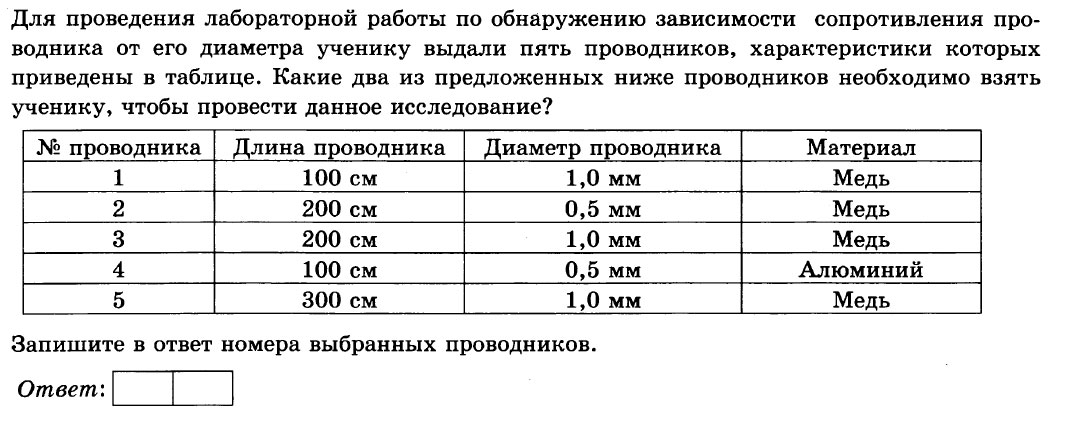 Для проведения лабораторной работы по обнаружению зависимости сопротивления про-
водника от его диаметра ученику выдали пять проводников, характеристики которых
приведены в таблице. Какие два из предложенных ниже проводников необходимо взять
ученику, чтобы провести данное исследование?
№ проводника Длина проводника Диаметр проводника Материал
1 100 см 1,0 мм Медь
2 200 см 0,5 мм Медь
3 200 см 1,0 мм Медь
4 100 см 0,5 мм Алюминий
5 300 см 1,0 мм Медь
Запишите в ответ номера выбранных проводников.
Ответ: